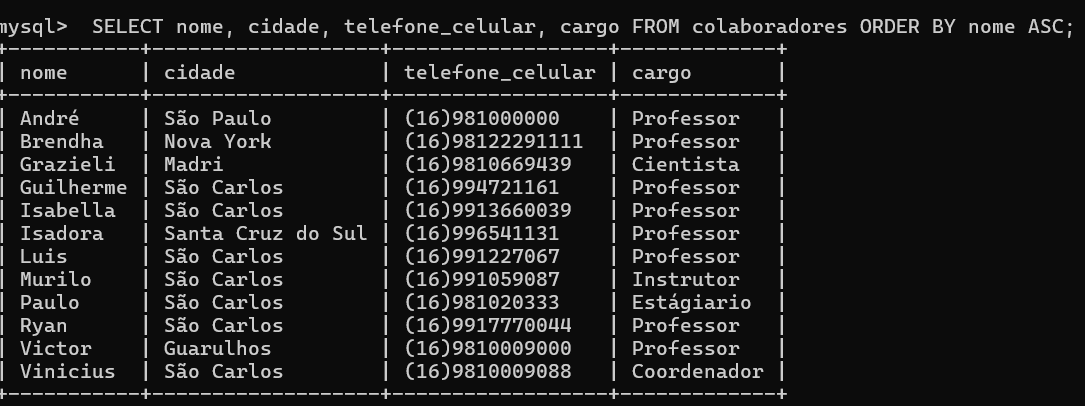 mysql>  SELECT nome, cidade, telefone_celular, cargo FROM colaboradores ORDER BY nome ASC;
+-----------+------------------+------------------+-------------+
| nome      | cidade            | telefone_celular | cargo       |
+-----------+------------------+------------------+-------------+
| André     | São Paulo         | (16)981000000    | Professor   |
| Brendha   | Nova York         | (16)98122291111  | Professor   |
| Grazieli  | Madri             | (16)9810669439   | Cientista   |
| Guilherme | São Carlos        | (16)994721161    | Professor   |
| Isabella  | São Carlos        | (16)9913660039   | Professor   |
| Isadora   | Santa Cruz do Sul | (16)996541131    | Professor   |
| Luis      | São Carlos        | (16)991227067    | Professor   |
| Murilo    | São Carlos        | (16)991059087    | Instrutor   |
| Paulo     | São Carlos        | (16)981020333    | Estágiario  |
| Ryan      | São Carlos        | (16)9917770044   | Professor   |
| Victor    | Guarulhos         | (16)9810009000   | Professor   |
| Vinicius  | São Carlos        | (16)9810009088   | Coordenador |
+-----------+-------------------+------------------+-------------+